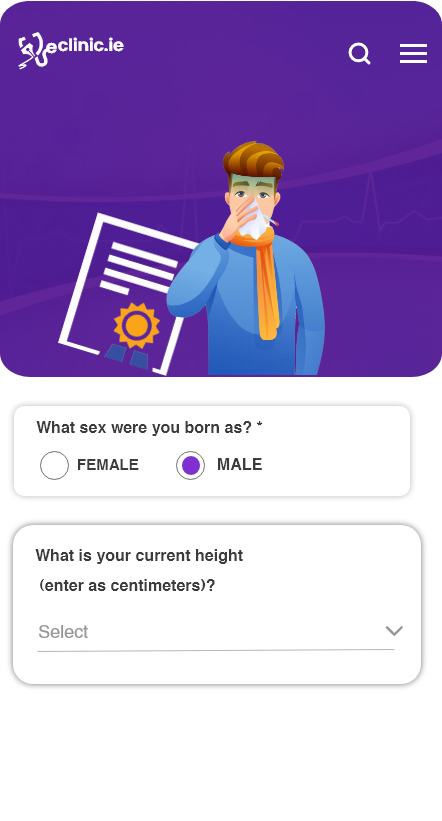 eclinic.ie
What sex were you born as? *
FEMALE
MALE
What is your current height
(enter as centimeters)?
Select